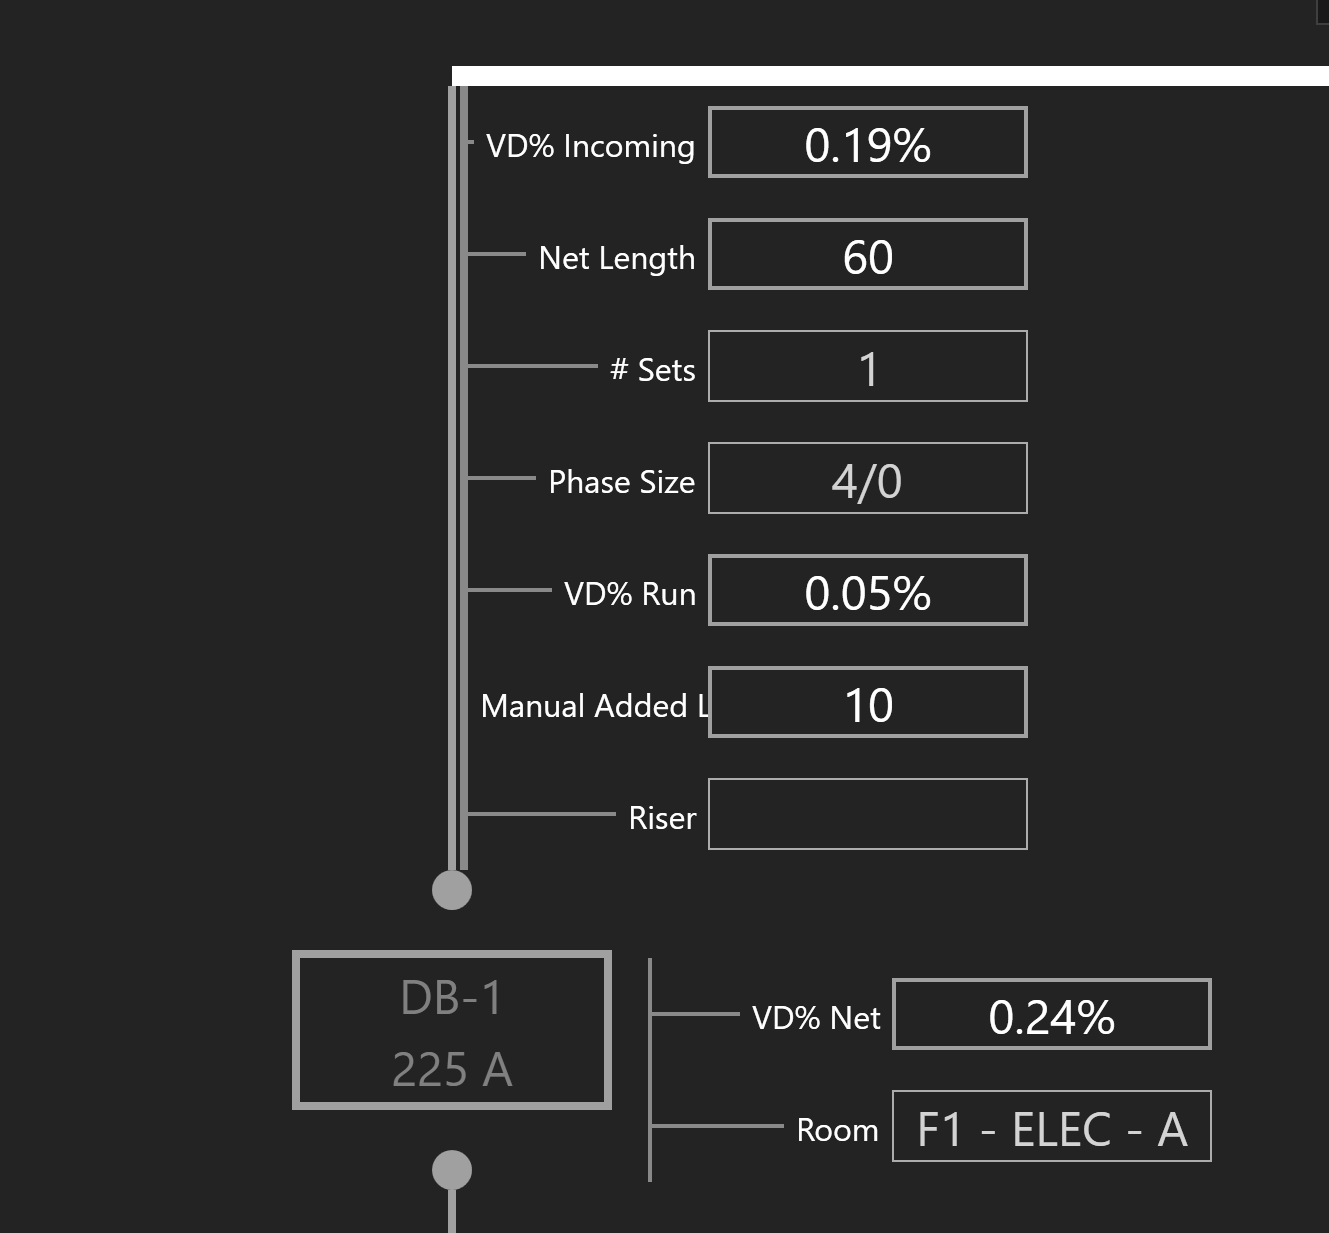 VD% Incoming 0.19%
Net Length 60
# Sets 1
Phase Size 4/0
VD% Run 0.05%
Manual Added L 10
Riser
DB-1
225 A
VD% Net 0.24%
Room F1 - ELEC - A